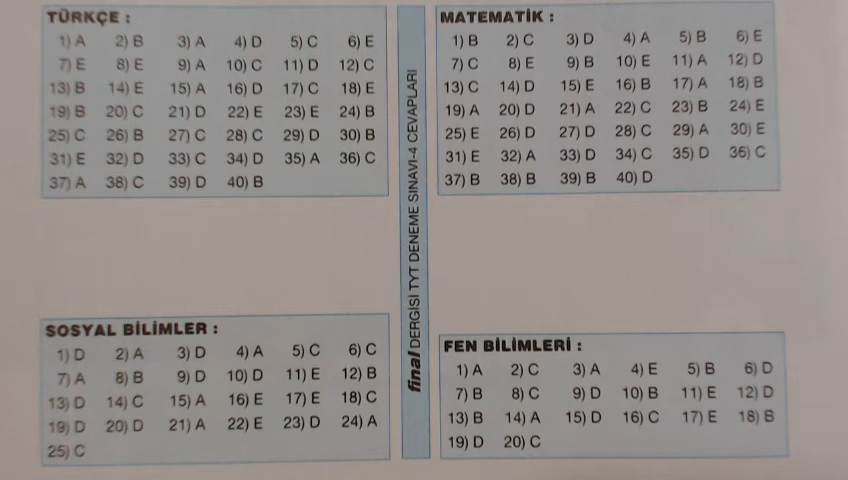 TÜRKÇE :
1) A 2) B 3) A 4) D 5) C 6) E
7) E 8) E 9) A 10) C 11) D 12) C
13) B 14) E 15) A 16) D 17) C 18) E
19) B 20) C 21) D 22) E 23) E 24) B
25) C 26) B 27) C 28) C 29) D 30) B
31) E 32) D 33) C 34) D 35) A 36) C
37) A 38) C 39) D 40) B
MATEMATİK :
1) B 2) C 3) D 4) A 5) B 6) E
7) C 8) E 9) B 10) E 11) A 12) D
13) C 14) D 15) E 16) B 17) A 18) B
19) A 20) D 21) A 22) C 23) B 24) E
25) E 26) D 27) D 28) C 29) A 30) E
31) E 32) A 33) D 34) C 35) D 36) C
37) B 38) B 39) B 40) D
final DERGİSİ TYT DENEME SINAVI-4 CEVAPLARI
SOSYAL BİLİMLER :
1) D 2) A 3) D 4) A 5) C 6) C
7) A 8) B 9) D 10) D 11) E 12) B
13) D 14) C 15) A 16) E 17) E 18) C
19) D 20) D 21) A 22) E 23) D 24) A
25) C
FEN BİLİMLERİ :
1) A 2) C 3) A 4) E 5) B 6) D
7) B 8) C 9) D 10) B 11) E 12) D
13) B 14) A 15) D 16) C 17) E 18) B
19) D 20) C